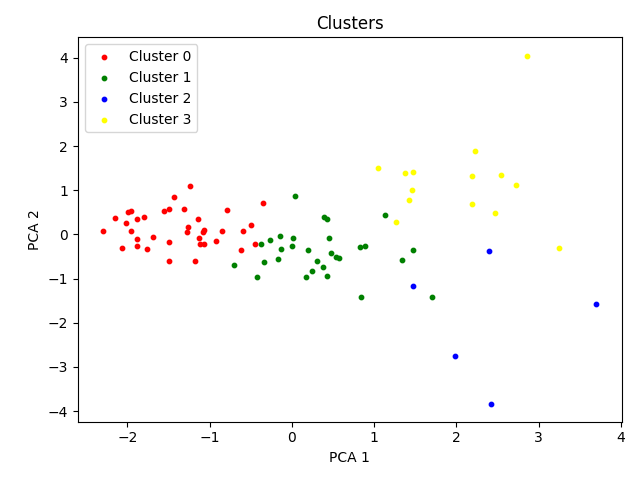 Clusters
Cluster 0
Cluster 1
Cluster 2
Cluster 3
PCA 2
4
3
2
1
0
−1
−2
−3
−4
−2
−1
0
1
2
3
4
PCA 1